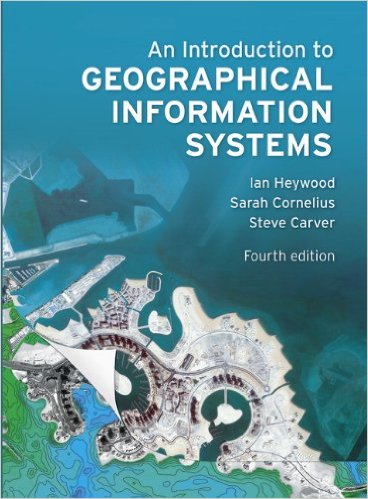 An Introduction to
GEOGRAPHICAL
INFORMATION
SYSTEMS
Ian Heywood
Sarah Cornelius
Steve Carver
Fourth edition